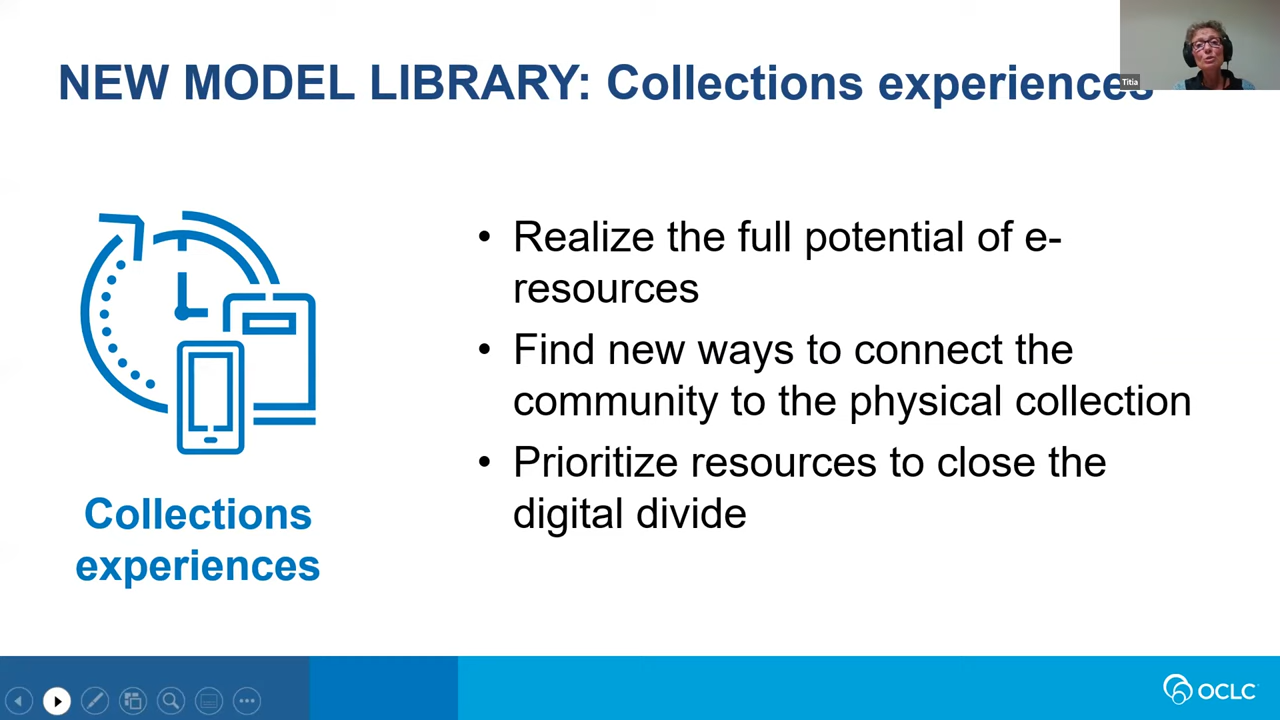 NEW MODEL LIBRARY: Collections experiences
Titia
• Realize the full potential of e-
resources
• Find new ways to connect the
community to the physical collection
• Prioritize resources to close the
digital divide
Collections
experiences
OCLC